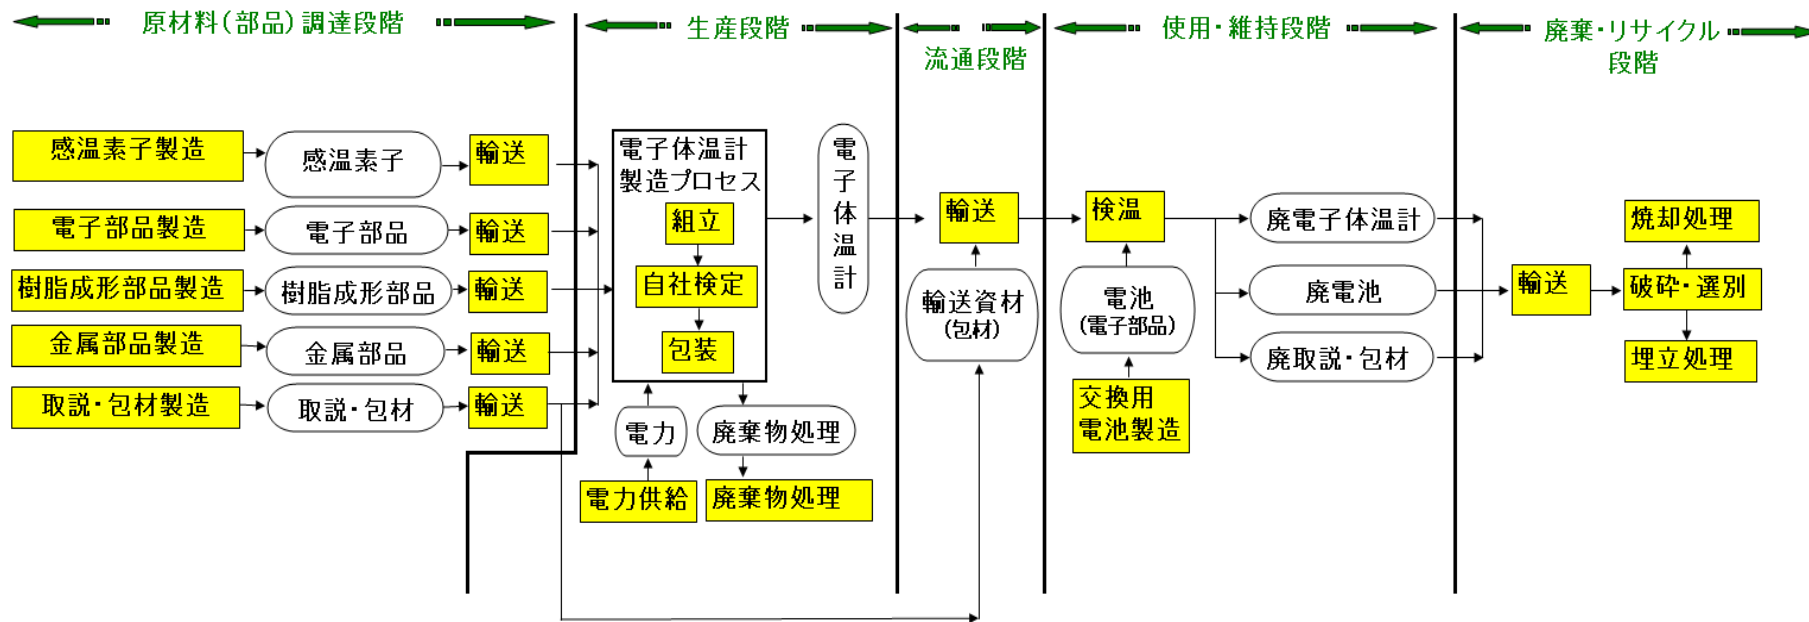 原材料(部品)調達段階
生産段階
流通段階
使用・維持段階
廃棄・リサイクル
段階
感温素子製造
感温素子
輸送
電子部品製造
電子部品
輸送
樹脂成形部品製造
樹脂成形部品
輸送
金属部品製造
金属部品
輸送
取説・包材製造
取説・包材
輸送
電子体温計
製造プロセス
組立
自社検定
包装
電力
電力供給
廃棄物処理
廃棄物処理
電子体温計
輸送
輸送資材
(包材)
検温
電池
(電子部品)
交換用
電池製造
廃電子体温計
廃電池
廃取説・包材
輸送
焼却処理
破砕・選別
埋立処理